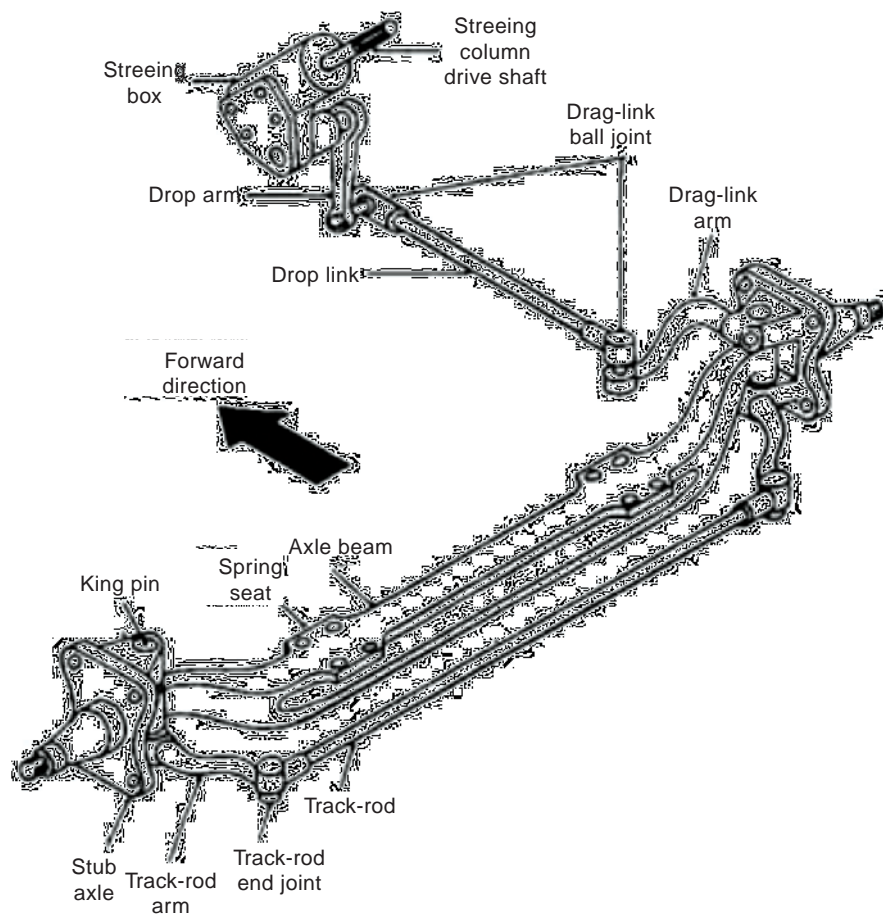 Streeing
column
drive shaft
Streeing
box
Drag-link
ball joint
Drop arm
Drag-link
arm
Drop link
Forward
direction
Axle beam
Spring
seat
King pin
Track-rod
Stub
axle
Track-rod
arm
Track-rod
end joint